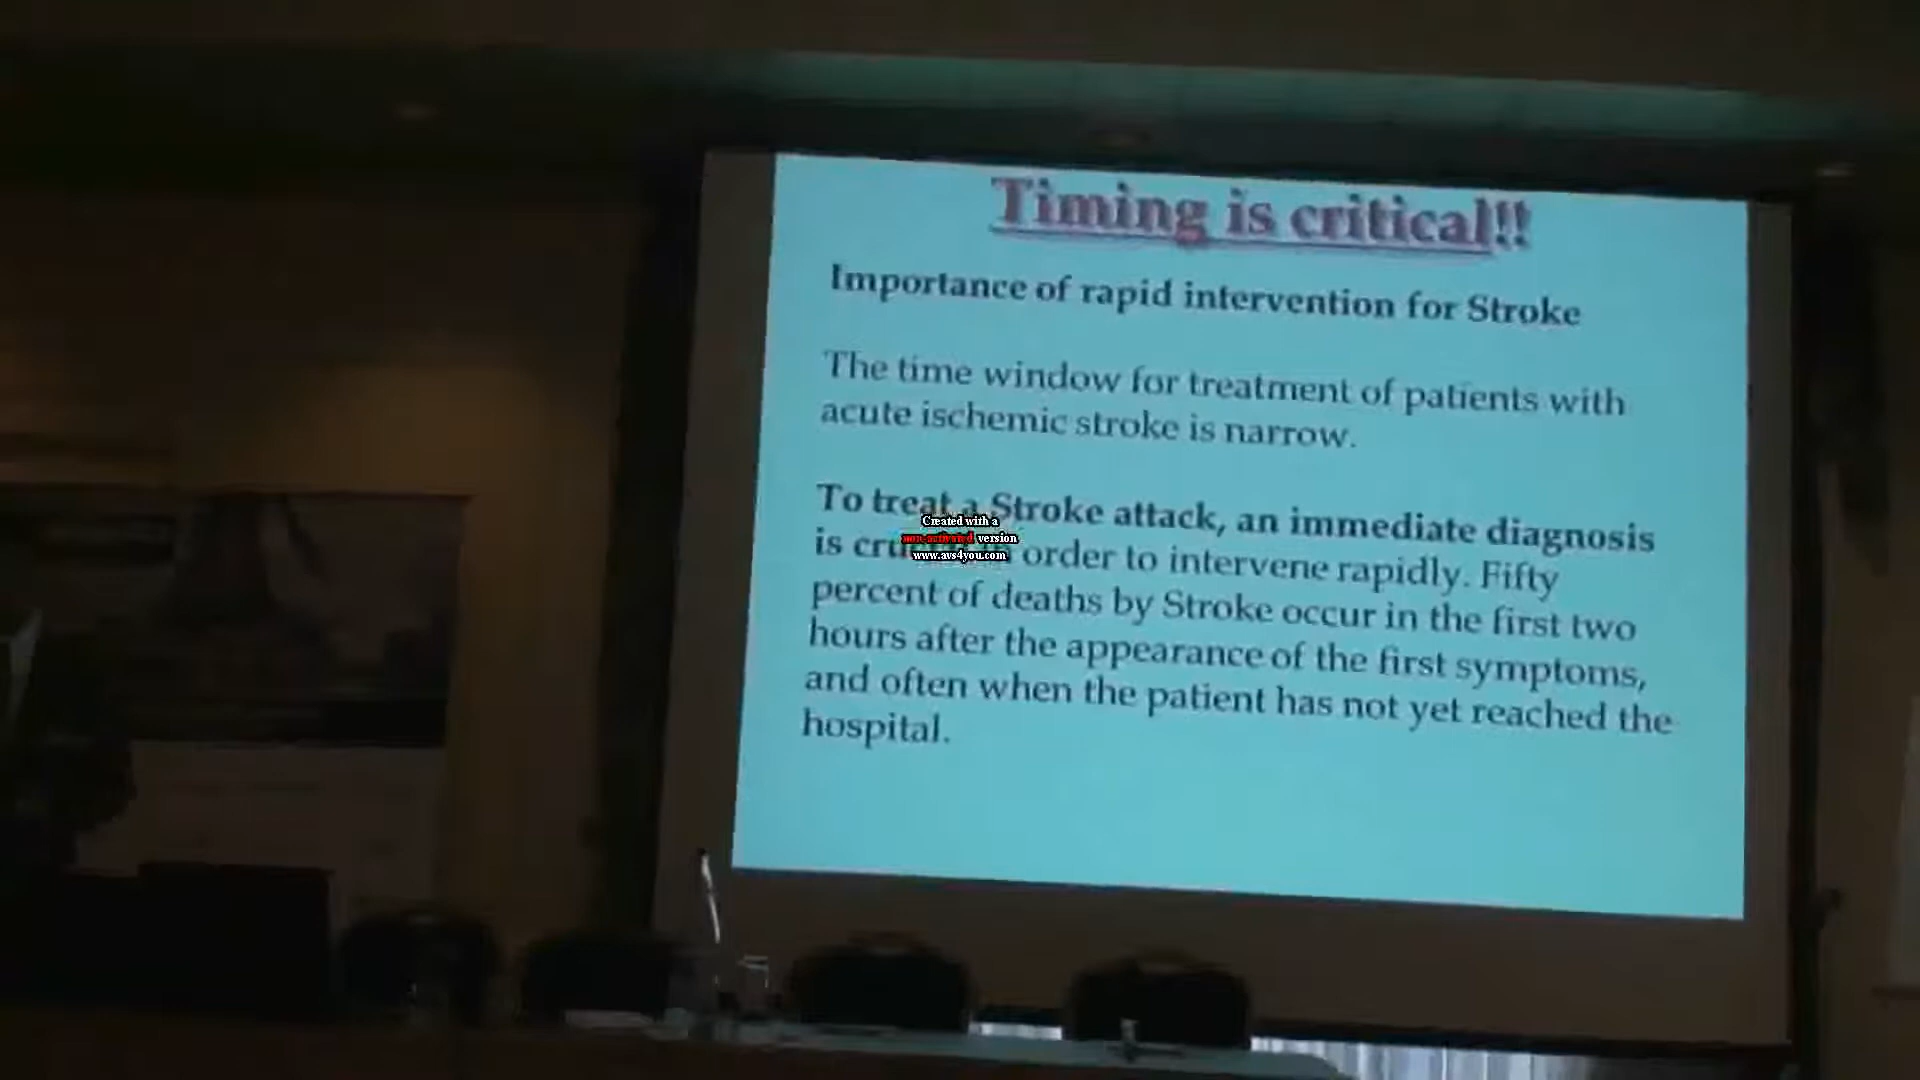 Timing is critical!!
Importance of rapid intervention for Stroke
The time window for treatment of patients with
acute ischemic stroke is narrow.
To treat a Stroke attack, an immediate diagnosis
is order to intervene rapidly. Fifty
percent of deaths by Stroke occur in the first two
hours after the appearance of the first symptoms,
and often when the patient has not yet reached the
hospital.
Created with a
non-activated version
www.avs4you.com